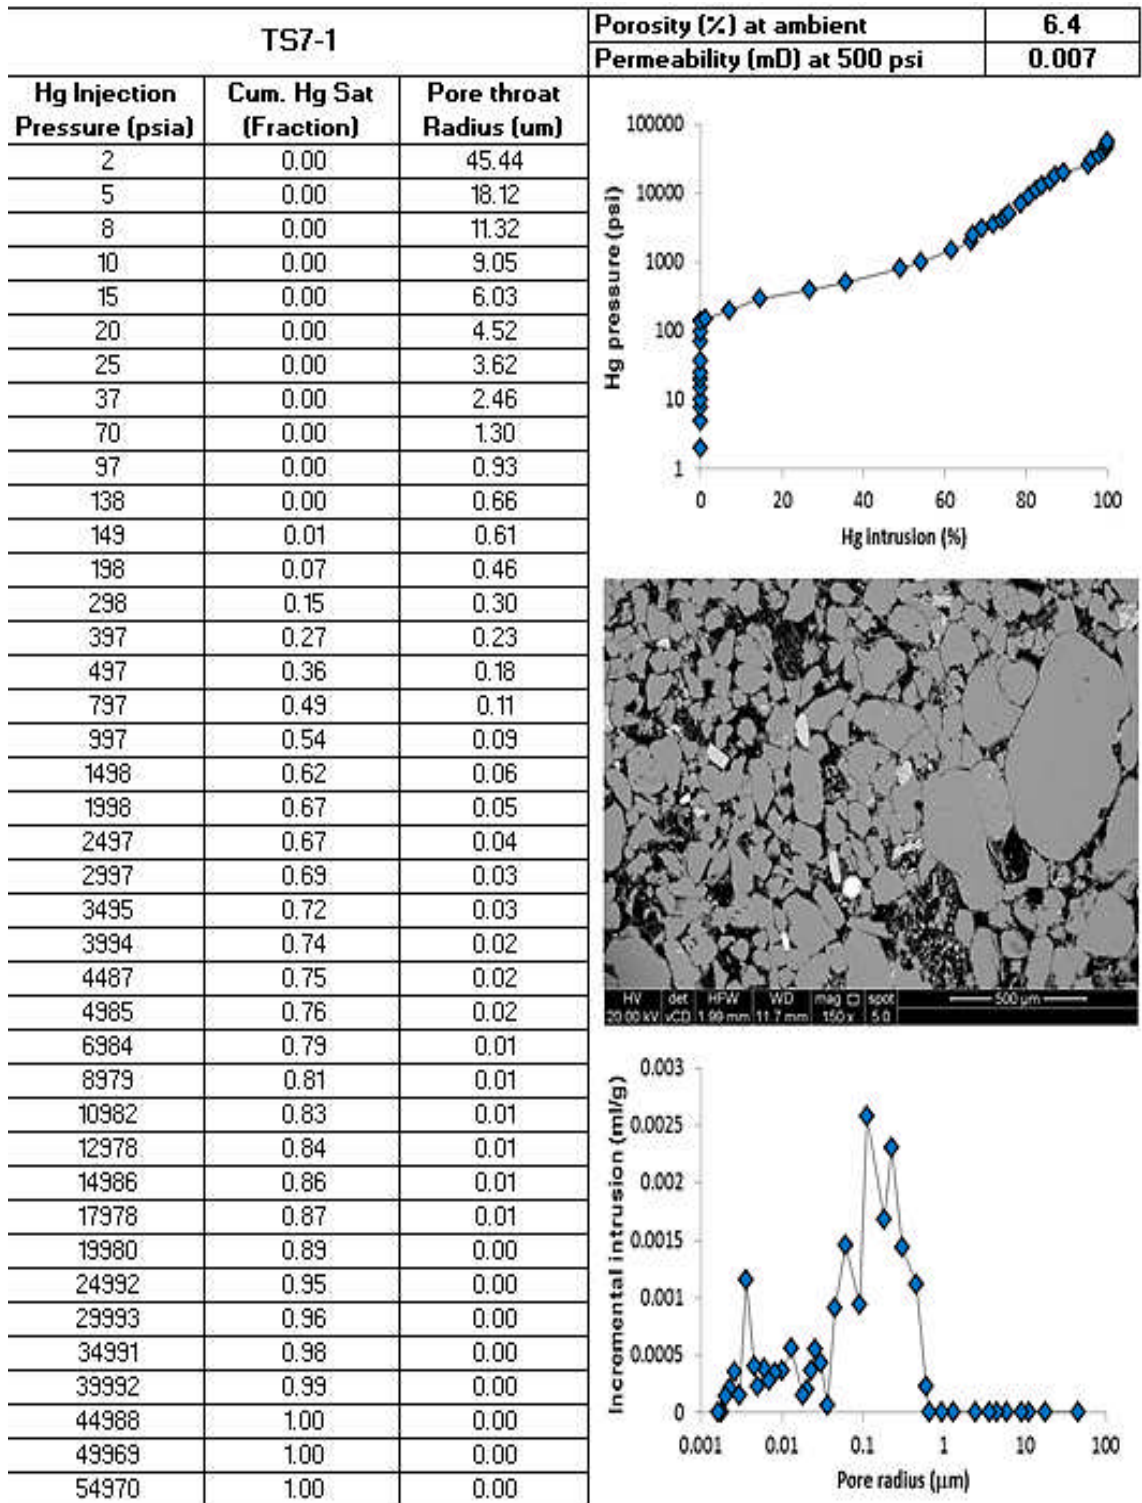 TS7-1
Porosity (%) at ambient 6.4
Permeability (mD) at 500 psi 0.007
Hg Injection Pressure (psia) Cum. Hg Sat (Fraction) Pore throat Radius (um)
2 0.00 45.44
5 0.00 18.12
8 0.00 11.32
10 0.00 9.05
15 0.00 6.03
20 0.00 4.52
25 0.00 3.62
37 0.00 2.46
70 0.00 1.30
97 0.00 0.93
138 0.00 0.66
149 0.01 0.61
198 0.07 0.46
298 0.15 0.30
397 0.27 0.23
497 0.36 0.18
797 0.49 0.11
997 0.54 0.09
1498 0.62 0.06
1998 0.67 0.05
2497 0.67 0.04
2997 0.69 0.03
3495 0.72 0.03
3994 0.74 0.02
4487 0.75 0.02
4985 0.76 0.02
6984 0.79 0.01
8979 0.81 0.01
10982 0.83 0.01
12978 0.84 0.01
14986 0.86 0.01
17978 0.87 0.01
19980 0.89 0.00
24992 0.95 0.00
29993 0.96 0.00
34991 0.98 0.00
39992 0.99 0.00
44988 1.00 0.00
49969 1.00 0.00
54970 1.00 0.00
Hg pressure (psi)
100000
10000
1000
100
10
1
0 20 40 60 80 100
Hg intrusion (%)
HV det HFW WD mag spot
20.00 kV vCD 1.99 mm 11.7 mm 150 x 5.0
500 µm
Incremental intrusion (ml/g)
0.003
0.0025
0.002
0.0015
0.001
0.0005
0
0.001 0.01 0.1 1 10 100
Pore radius (µm)